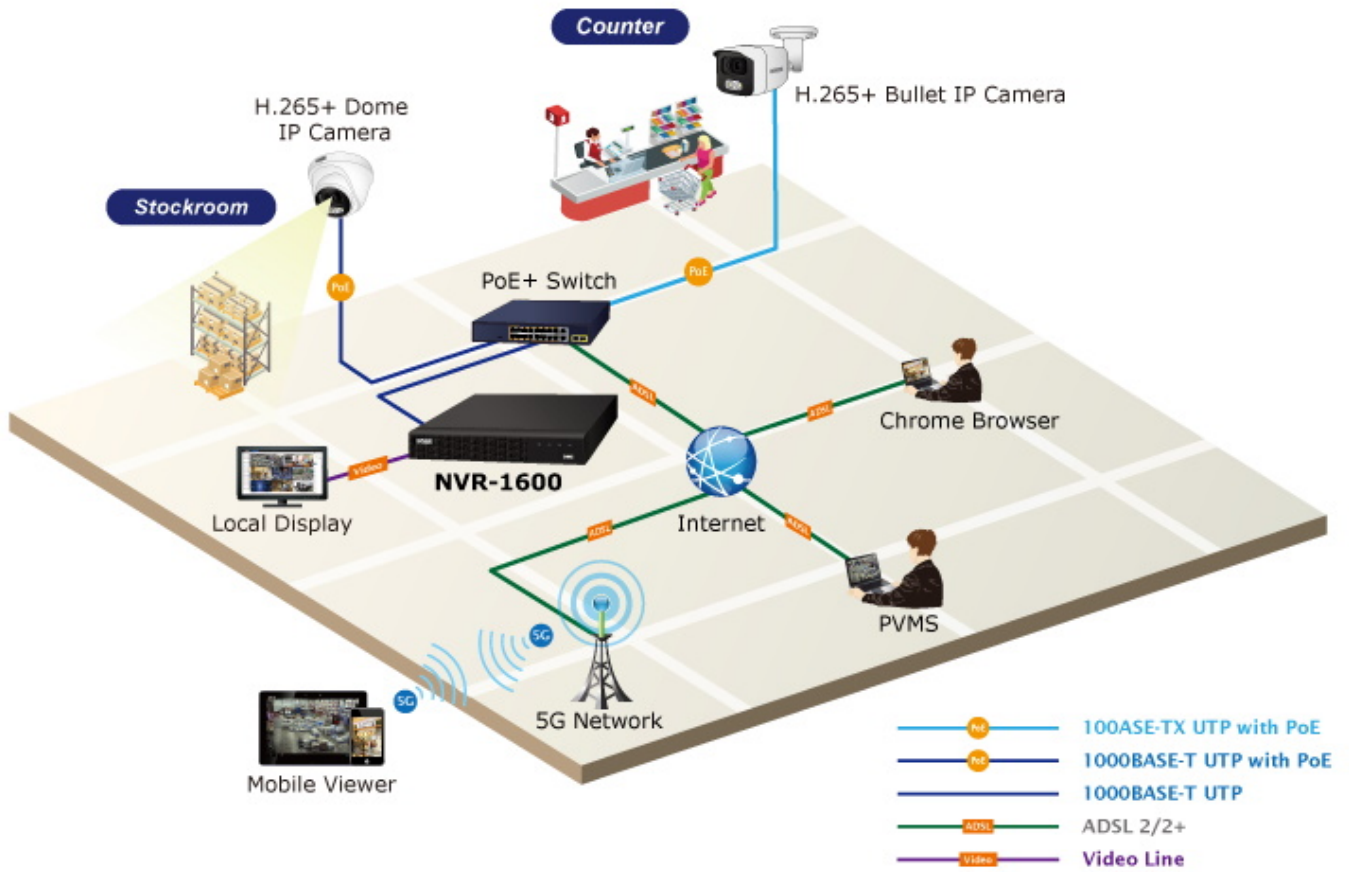 Counter
H.265+ Bullet IP Camera
H.265+ Dome
IP Camera
Stockroom
PoE
PoE
PoE+ Switch
ADSL
ADSL
Chrome Browser
Video
NVR-1600
Local Display
Internet
ADSL
ADSL
PVMS
5G
5G
5G Network
Mobile Viewer
PoE
100ASE-TX UTP with PoE
PoE
1000BASE-T UTP with PoE
1000BASE-T UTP
ADSL
ADSL 2/2+
Video
Video Line